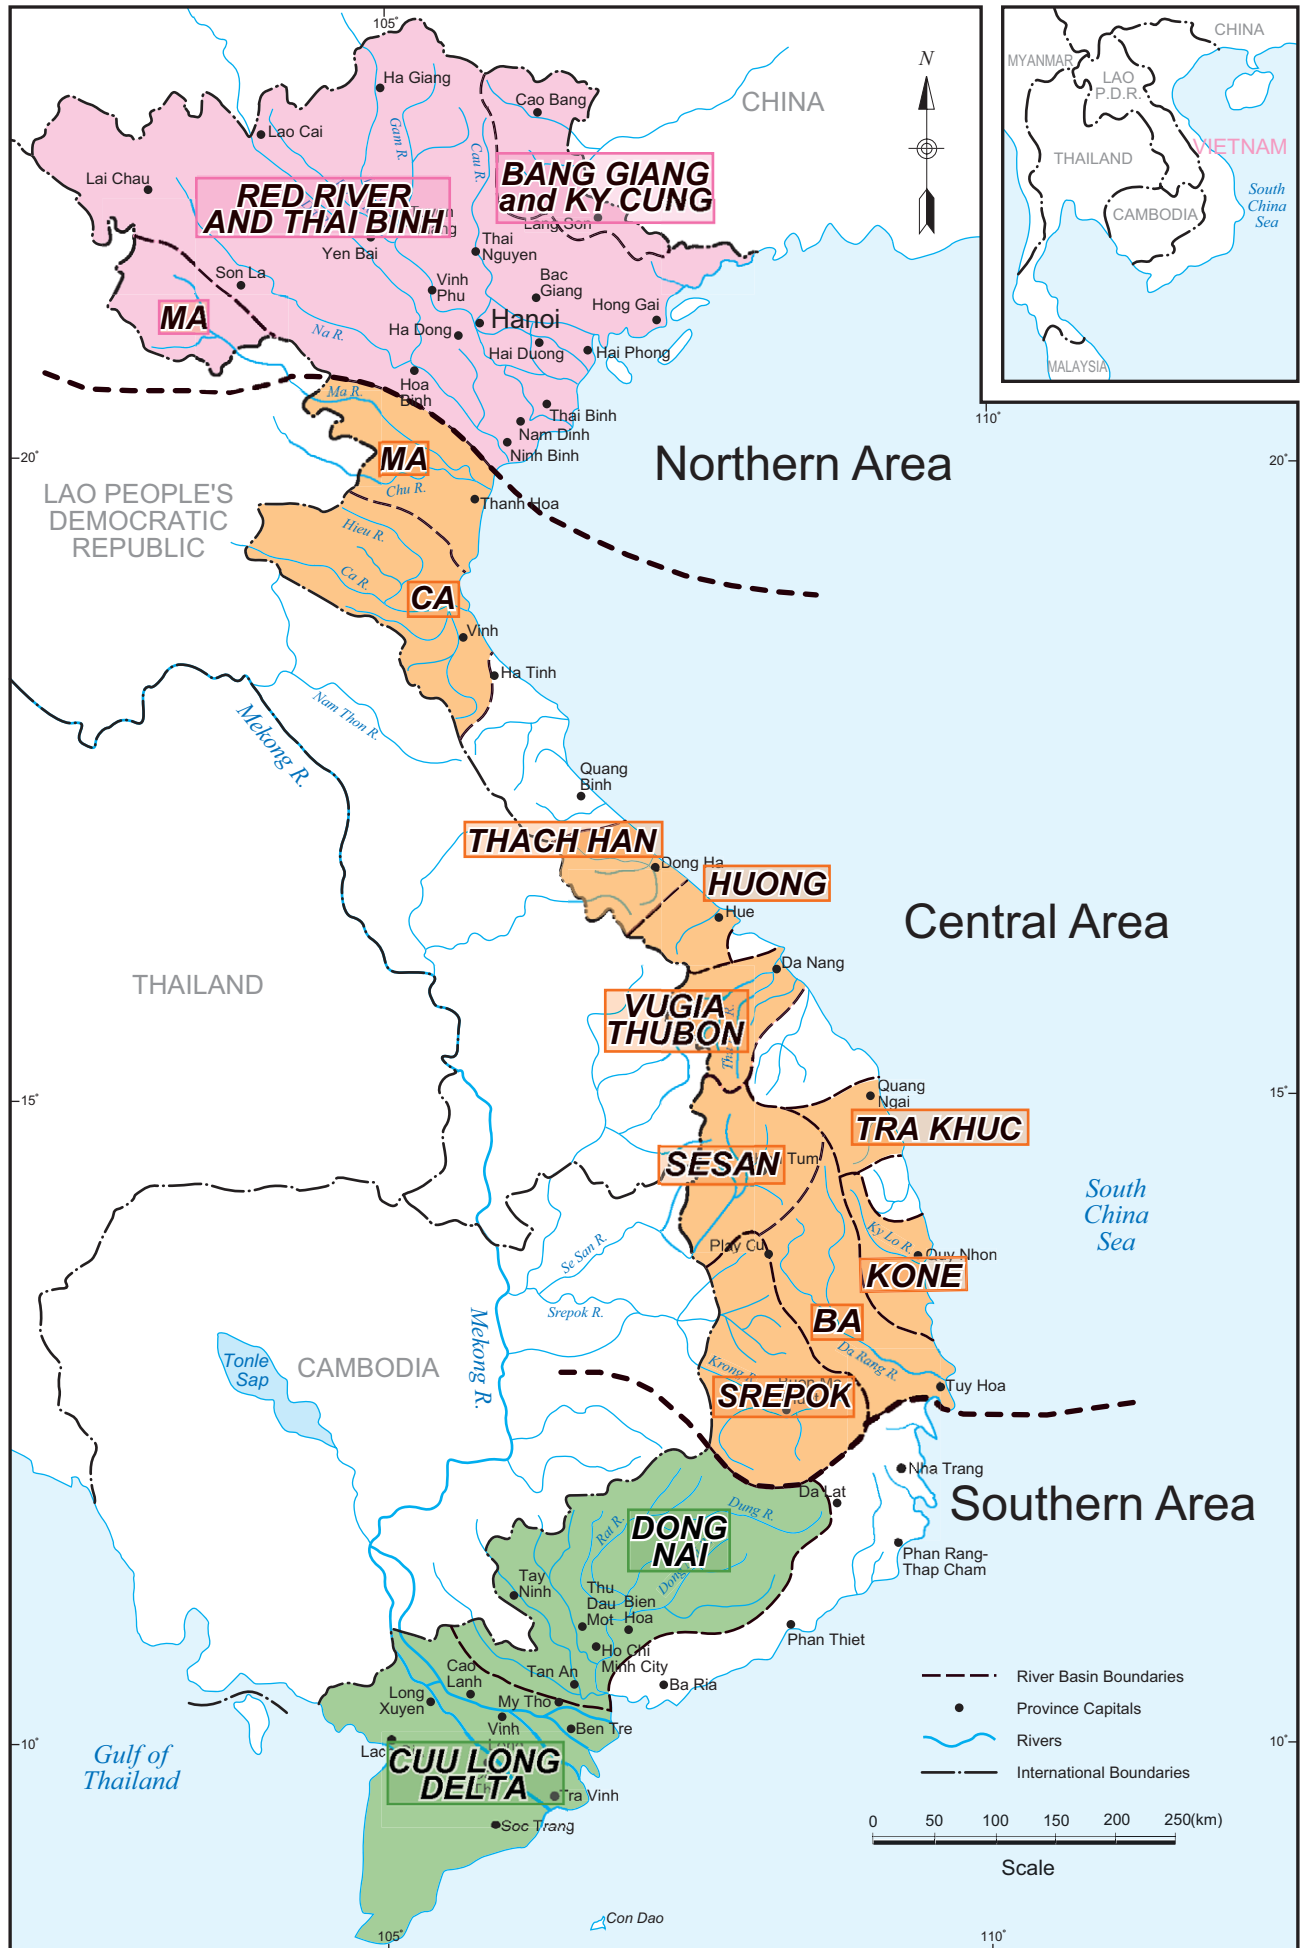 105°
Ha Giang
Cao Bang
CHINA
N
Lao Cai
Gam R.
Cau R.
Lai Chau
RED RIVER
AND THAI BINH
BANG GIANG
and KY CUNG
Lang Son
Yen Bai
Thai
Nguyen
Son La
Vinh
Phu
Bac
Giang
Hong Gai
MA
Na R.
Ha Dong
Hanoi
Hai Duong
Hai Phong
Hoa
Binh
Ma R.
Thai Binh
Nam Dinh
Ninh Binh
CHINA
MYANMAR
LAO
P.D.R.
VIETNAM
THAILAND
CAMBODIA
South
China
Sea
MALAYSIA
110°
20°
20°
MA
Northern Area
LAO PEOPLE'S
DEMOCRATIC
REPUBLIC
Chu R.
Thanh Hoa
Hieu R.
Ca R.
CA
Vinh
Ha Tinh
Nam Thon R.
Mekong R.
Quang
Binh
THACH HAN
Dong Ha
HUONG
Hue
Central Area
Da Nang
THAILAND
VUGIA
THUBON
15°
15°
Quang
Ngai
TRA KHUC
SESAN
Tum
South
China
Sea
Play Cu
Ky Lo R.
Quy Nhon
KONE
Se San R.
Srepok R.
BA
Mekong R.
Tonle
Sap
CAMBODIA
Da Rang R.
Krong R.
SREPOK
Tuy Hoa
Nha Trang
Southern Area
Da Lat
Dung R.
Rat R.
DONG
NAI
Dong
Phan Rang-
Thap Cham
Tay
Ninh
Thu
Dau
Mot
Bien
Hoa
Phan Thiet
Ho Chi
Minh City
Cao
Lanh
Tan An
Ba Ria
Long
Xuyen
My Tho
Vinh
Ben Tre
CUU LONG
DELTA
Tra Vinh
Soc Trang
10°
10°
Gulf of
Thailand
River Basin Boundaries
Province Capitals
Rivers
International Boundaries
0 50 100 150 200 250(km)
Scale
Con Dao
105°
110°